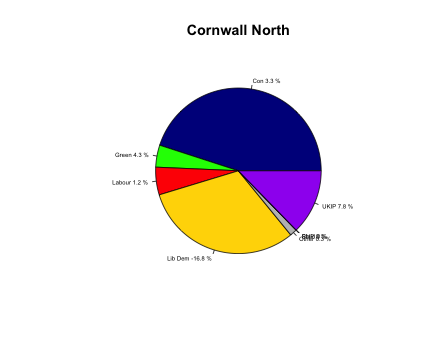 Cornwall North
Con 3.3 %
Green 4.3 %
Labour 1.2 %
UKIP 7.8 %
Lib Dem -16.8 %